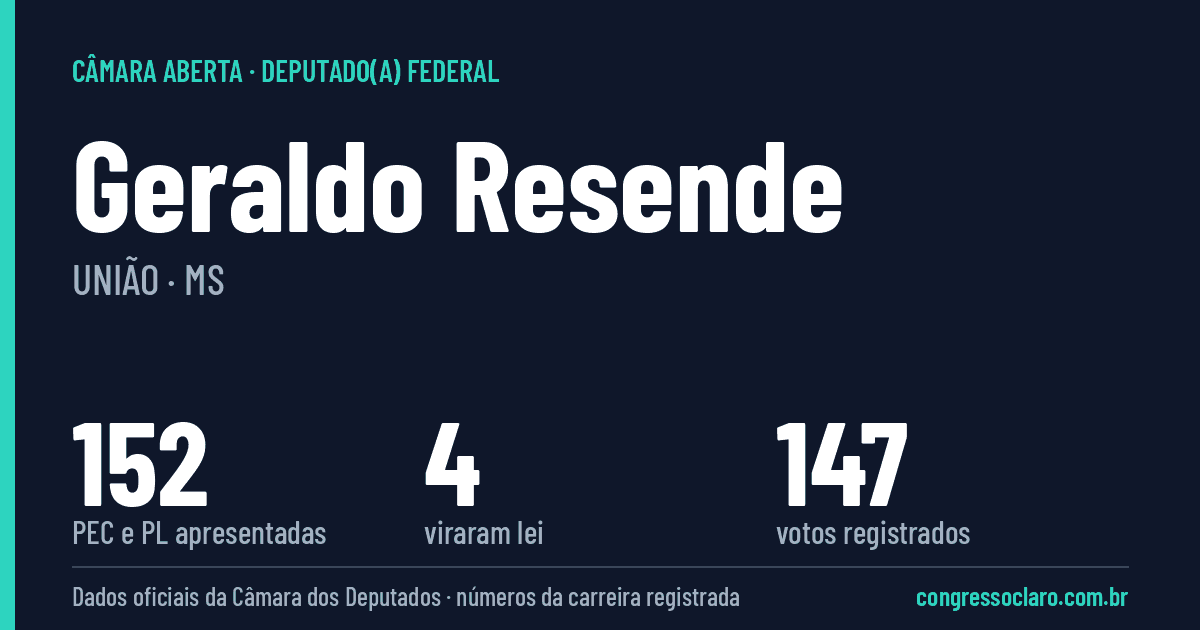 CÂMARA ABERTA · DEPUTADO(A) FEDERAL
Geraldo Resende
UNIÃO · MS
152 4 147
PEC e PL apresentadas viraram lei votos registrados
Dados oficiais da Câmara dos Deputados · números da carreira registrada congressoclaro.com.br